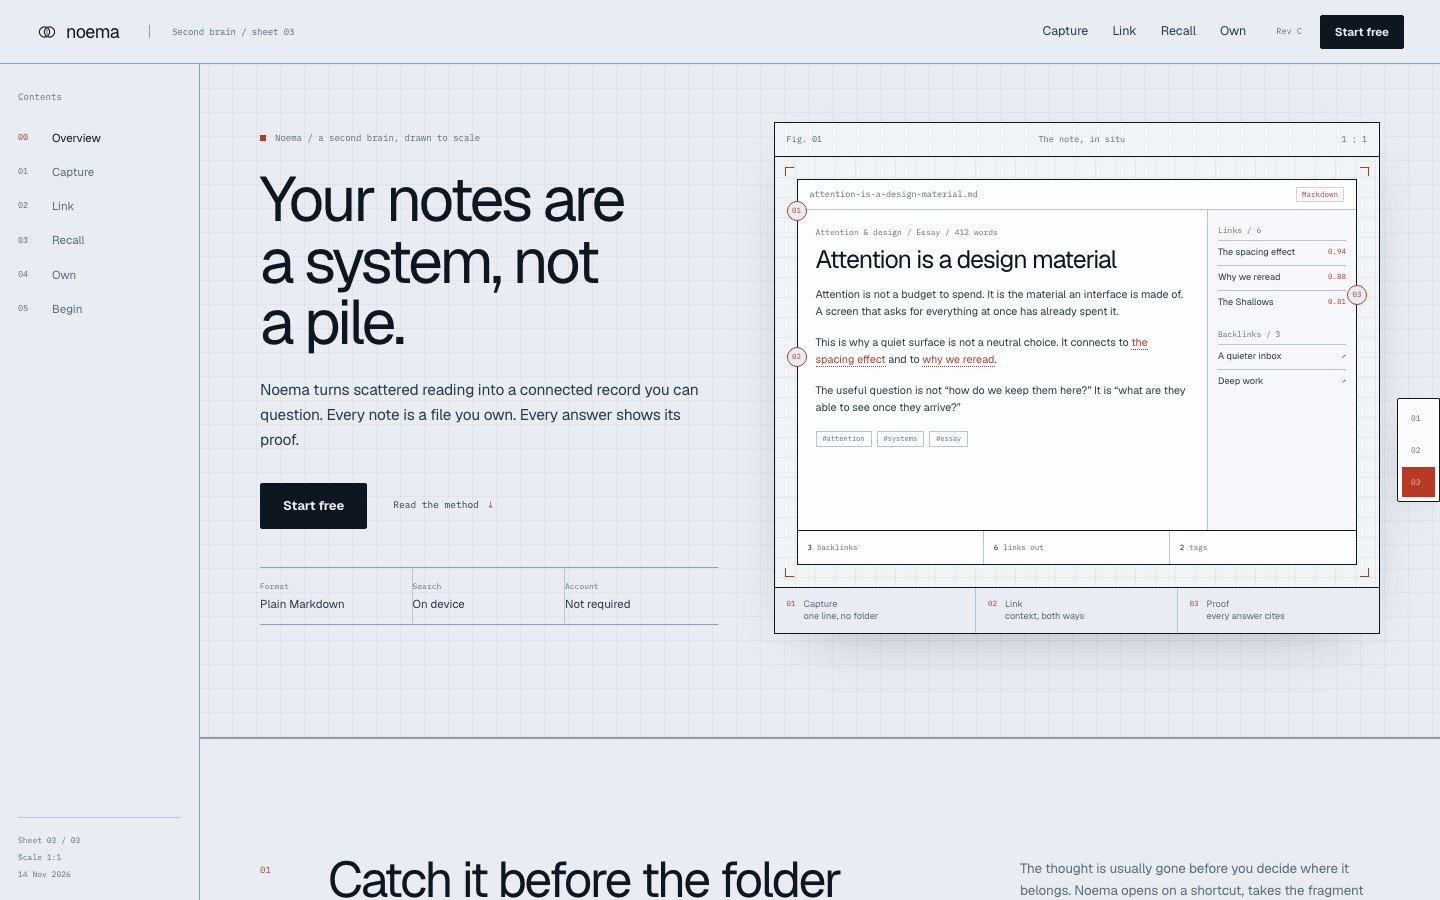 noema
Second brain / sheet 03
Capture
Link
Recall
Own
Rev C
Start free
Contents
00 Overview
01 Capture
02 Link
03 Recall
04 Own
05 Begin
Sheet 03 / 03
Scale 1:1
14 Nov 2026
Noema / a second brain, drawn to scale
Your notes are
a system, not
a pile.
Noema turns scattered reading into a connected record you can
question. Every note is a file you own. Every answer shows its
proof.
Start free
Read the method ↓
Format
Plain Markdown
Search
On device
Account
Not required
Fig. 01
The note, in situ
1 : 1
attention-is-a-design-material.md
Markdown
01
Attention & design / Essay / 412 words
Attention is a design material
Attention is not a budget to spend. It is the material an interface is made of.
A screen that asks for everything at once has already spent it.
02
This is why a quiet surface is not a neutral choice. It connects to the
spacing effect and to why we reread.
The useful question is not “how do we keep them here?” It is “what are they
able to see once they arrive?”
#attention
#systems
#essay
Links / 6
The spacing effect 0.94
Why we reread 0.88
The Shallows 0.81
03
Backlinks / 3
A quieter inbox ↗
Deep work ↗
3 backlinks
6 links out
2 tags
01 Capture
one line, no folder
02 Link
context, both ways
03 Proof
every answer cites
01
02
03
01
Catch it before the folder
The thought is usually gone before you decide where it
belongs. Noema opens on a shortcut, takes the fragment